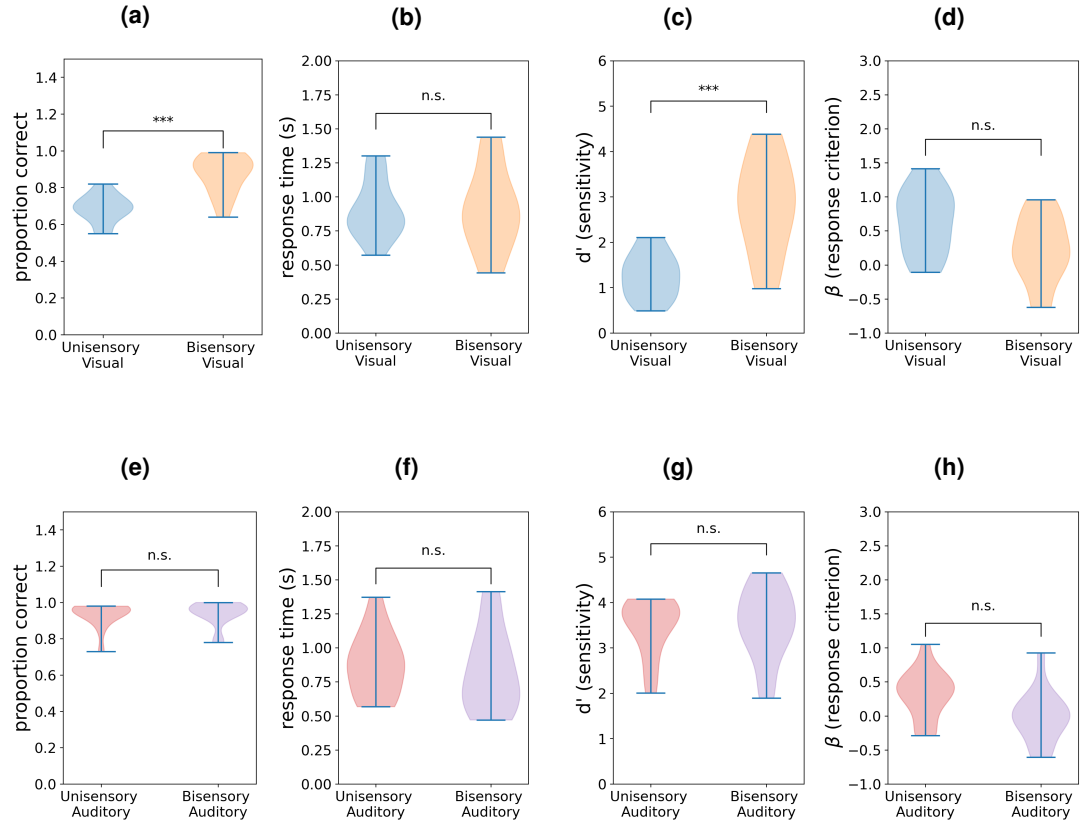 (a)
(b)
(c)
(d)
proportion correct
1.4
1.2
1.0
0.8
0.6
0.4
0.2
0.0
***
Unisensory
Visual
Bisensory
Visual
response time (s)
2.00
1.75
1.50
1.25
1.00
0.75
0.50
0.25
0.00
n.s.
Unisensory
Visual
Bisensory
Visual
d' (sensitivity)
6
5
4
3
2
1
0
***
Unisensory
Visual
Bisensory
Visual
β (response criterion)
3.0
2.5
2.0
1.5
1.0
0.5
0.0
−0.5
−1.0
n.s.
Unisensory
Visual
Bisensory
Visual
(e)
(f)
(g)
(h)
proportion correct
1.4
1.2
1.0
0.8
0.6
0.4
0.2
0.0
n.s.
Unisensory
Auditory
Bisensory
Auditory
response time (s)
2.00
1.75
1.50
1.25
1.00
0.75
0.50
0.25
0.00
n.s.
Unisensory
Auditory
Bisensory
Auditory
d' (sensitivity)
6
5
4
3
2
1
0
n.s.
Unisensory
Auditory
Bisensory
Auditory
β (response criterion)
3.0
2.5
2.0
1.5
1.0
0.5
0.0
−0.5
−1.0
n.s.
Unisensory
Auditory
Bisensory
Auditory